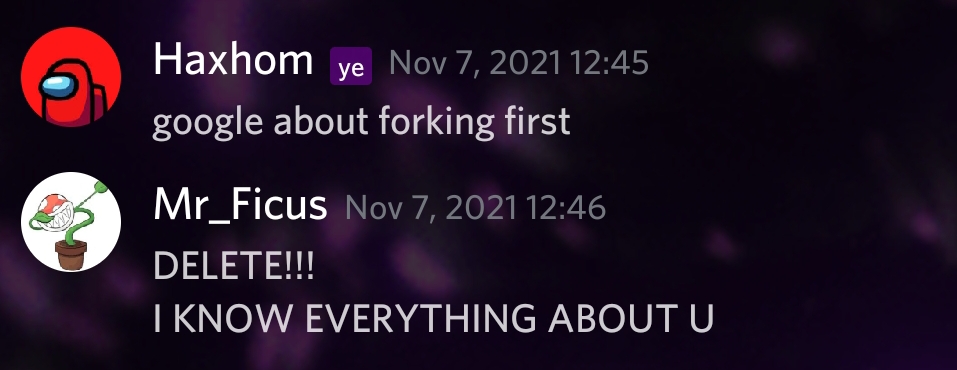 Haxhom ye Nov 7, 2021 12:45
google about forking first
Mr_Ficus Nov 7, 2021 12:46
DELETE!!!
I KNOW EVERYTHING ABOUT U